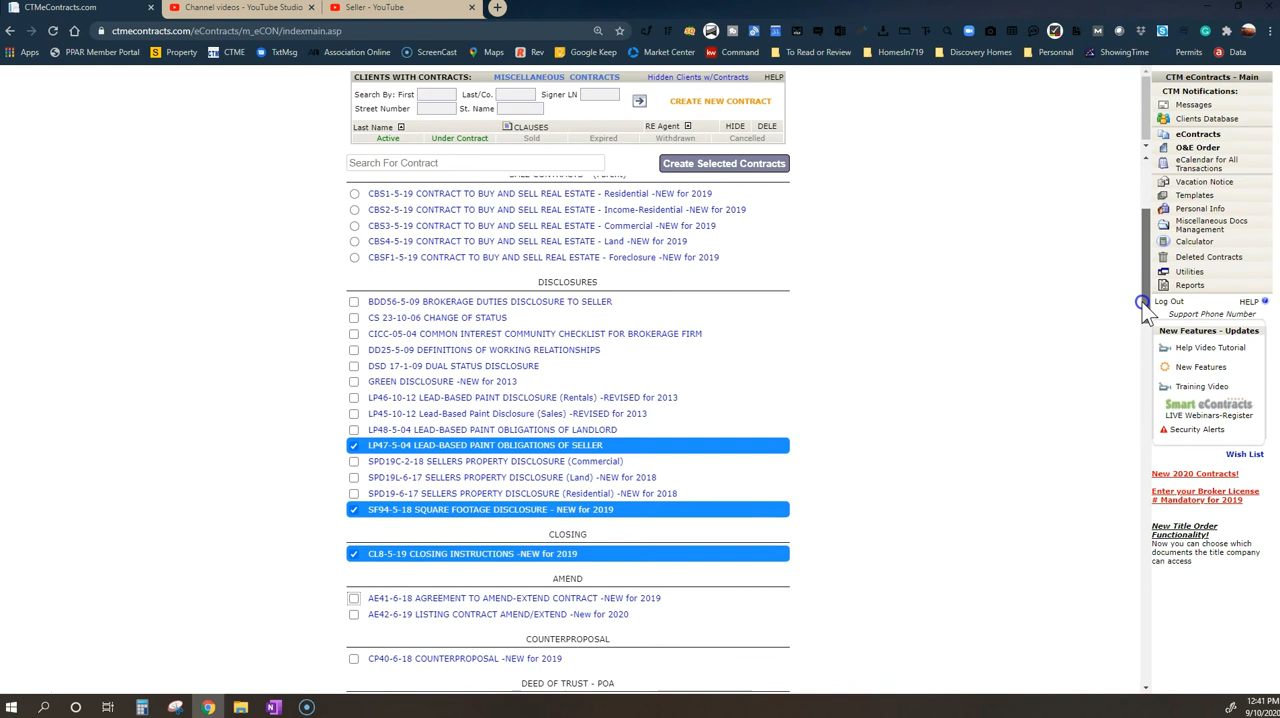 CTMeContracts.com
Channel videos - YouTube Studio
Seller - YouTube
ctmecontracts.com/eContracts/m_eCON/indexmain.asp
Apps PPAR Member Portal Property CTME TxtMsg Association Online ScreenCast Maps Rev Google Keep Market Center Command To Read or Review HomesIn719 Discovery Homes Personnal ShowingTime Permits Data
CLIENTS WITH CONTRACTS: MISCELLANEOUS CONTRACTS Hidden Clients w/Contracts HELP
Search By: First Last/Co. Signer LN
CREATE NEW CONTRACT
Street Number St. Name
Last Name CLAUSES RE Agent HIDE DELE
Active Under Contract Sold Expired Withdrawn Cancelled
Search For Contract Create Selected Contracts
CBS1-5-19 CONTRACT TO BUY AND SELL REAL ESTATE - Residential -NEW for 2019
CBS2-5-19 CONTRACT TO BUY AND SELL REAL ESTATE - Income-Residential -NEW for 2019
CBS3-5-19 CONTRACT TO BUY AND SELL REAL ESTATE - Commercial -NEW for 2019
CBS4-5-19 CONTRACT TO BUY AND SELL REAL ESTATE - Land -NEW for 2019
CBSF1-5-19 CONTRACT TO BUY AND SELL REAL ESTATE - Foreclosure -NEW for 2019
DISCLOSURES
BDD56-5-09 BROKERAGE DUTIES DISCLOSURE TO SELLER
CS 23-10-06 CHANGE OF STATUS
CICC-05-04 COMMON INTEREST COMMUNITY CHECKLIST FOR BROKERAGE FIRM
DD25-5-09 DEFINITIONS OF WORKING RELATIONSHIPS
DSD 17-1-09 DUAL STATUS DISCLOSURE
GREEN DISCLOSURE -NEW for 2013
LP46-10-12 LEAD-BASED PAINT DISCLOSURE (Rentals) -REVISED for 2013
LP45-10-12 Lead-Based Paint Disclosure (Sales) -REVISED for 2013
LP48-5-04 LEAD-BASED PAINT OBLIGATIONS OF LANDLORD
LP47-5-04 LEAD-BASED PAINT OBLIGATIONS OF SELLER
SPD19C-2-18 SELLERS PROPERTY DISCLOSURE (Commercial)
SPD19L-6-17 SELLERS PROPERTY DISCLOSURE (Land) -NEW for 2018
SPD19-6-17 SELLERS PROPERTY DISCLOSURE (Residential) -NEW for 2018
SF94-5-18 SQUARE FOOTAGE DISCLOSURE - NEW for 2019
CLOSING
CL8-5-19 CLOSING INSTRUCTIONS -NEW for 2019
AMEND
AE41-6-18 AGREEMENT TO AMEND-EXTEND CONTRACT -NEW for 2019
AE42-6-19 LISTING CONTRACT AMEND/EXTEND -New for 2020
COUNTERPROPOSAL
CP40-6-18 COUNTERPROPOSAL -NEW for 2019
DEED OF TRUST - POA
CTM eContracts - Main
CTM Notifications:
Messages
Clients Database
eContracts
O&E Order
eCalendar for All
Transactions
Vacation Notice
Templates
Personal Info
Miscellaneous Docs
Management
Calculator
Deleted Contracts
Utilities
Reports
Log Out HELP
Support Phone Number
New Features - Updates
Help Video Tutorial
New Features
Training Video
Smart eContracts
LIVE Webinars-Register
Security Alerts
Wish List
New 2020 Contracts!
Enter your Broker License
# Mandatory for 2019
New Title Order
Functionality!
Now you can choose which
documents the title company
can access
12:41 PM
9/10/2020